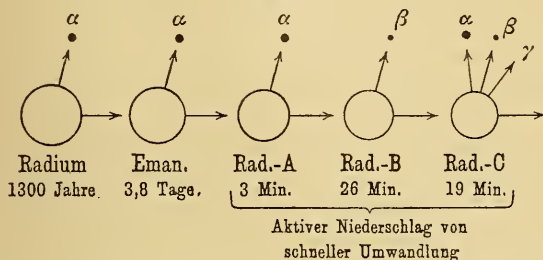 α α α β α β γ
Radium Eman. Rad.-A Rad.-B Rad.-C
1300 Jahre. 3,8 Tage. 3 Min. 26 Min. 19 Min.
Aktiver Niederschlag von
schneller Umwandlung